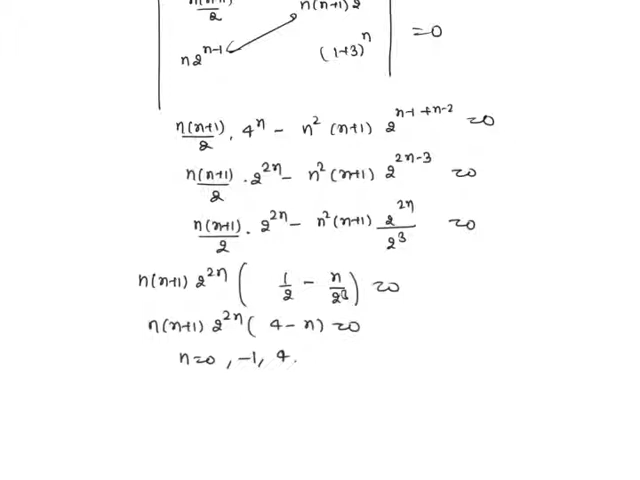 n(n+1)/2 n(n+1)2
n2^(n-1) (1+3)^n =0
n(n+1)/2 . 4^n - n^2 (n+1) 2^(n-1+n-2) =0
n(n+1)/2 . 2^(2n) - n^2 (n+1) 2^(2n-3) =0
n(n+1)/2 . 2^(2n) - n^2 (n+1) 2^(2n)/2^3 =0
n(n+1) 2^(2n) ( 1/2 - n/2^3 ) =0
n(n+1) 2^(2n) ( 4-n) =0
n=0, -1, 4.